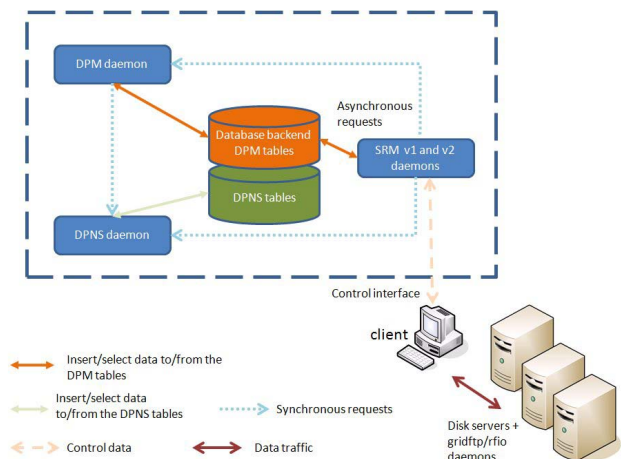 DPM daemon
Asynchronous
requests
Database backend
DPM tables
SRM v1 and v2
daemons
DPNS tables
DPNS daemon
Control interface
client
Insert/select data to/from the
DPM tables
Insert/select data
to/from the DPNS tables
Synchronous requests
Control data
Data traffic
Disk servers +
gridftp/rfio
daemons